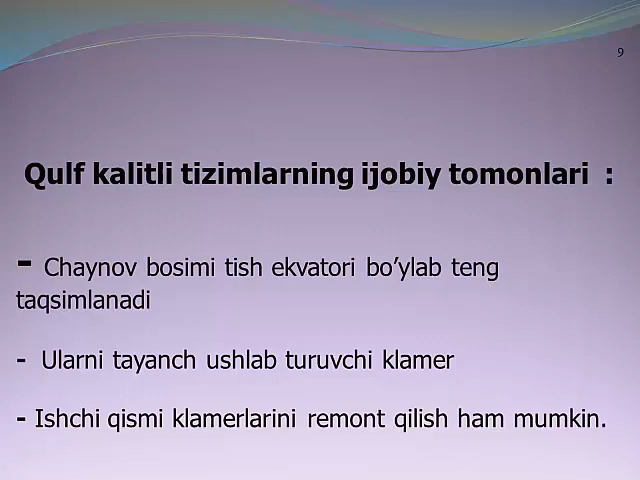 9
Qulf kalitli tizimlarning ijobiy tomonlari :
- Chaynov bosimi tish ekvatori bo’ylab teng
taqsimlanadi
- Ularni tayanch ushlab turuvchi klamer
- Ishchi qismi klamerlarini remont qilish ham mumkin.